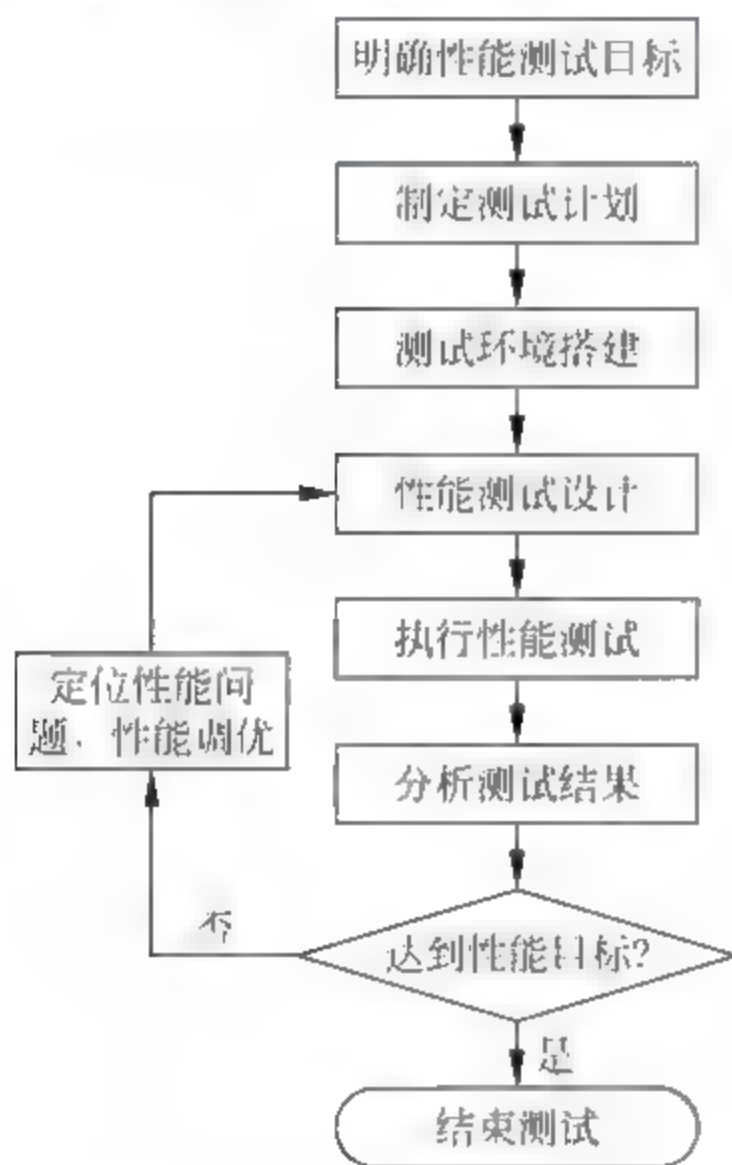 明确性能测试目标
制定测试计划
测试环境搭建
性能测试设计
执行性能测试
定位性能问
题、性能调优
分析测试结果
否
达到性能目标?
是
结束测试